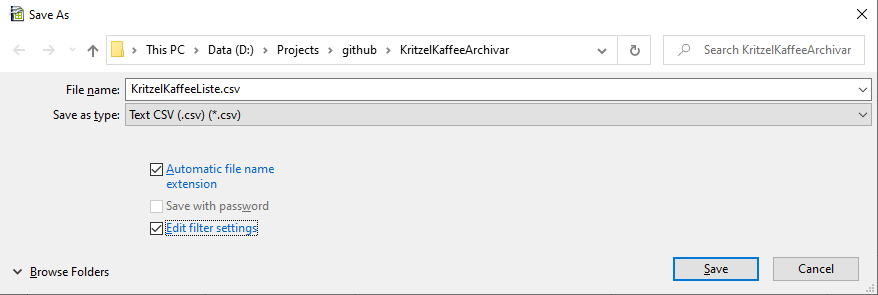 Save As
This PC > Data (D:) > Projects > github > KritzelKaffeeArchivar
Search KritzelKaffeeArchivar
File name: KritzelKaffeeListe.csv
Save as type: Text CSV (.csv) (*.csv)
Automatic file name
extension
Save with password
Edit filter settings
Browse Folders
Save
Cancel